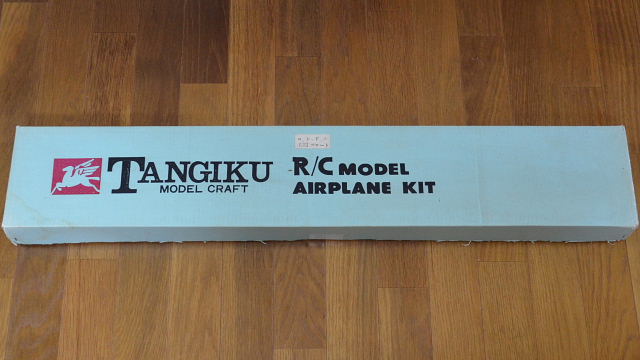 TANGIKU
MODEL CRAFT
R/C MODEL
AIRPLANE KIT